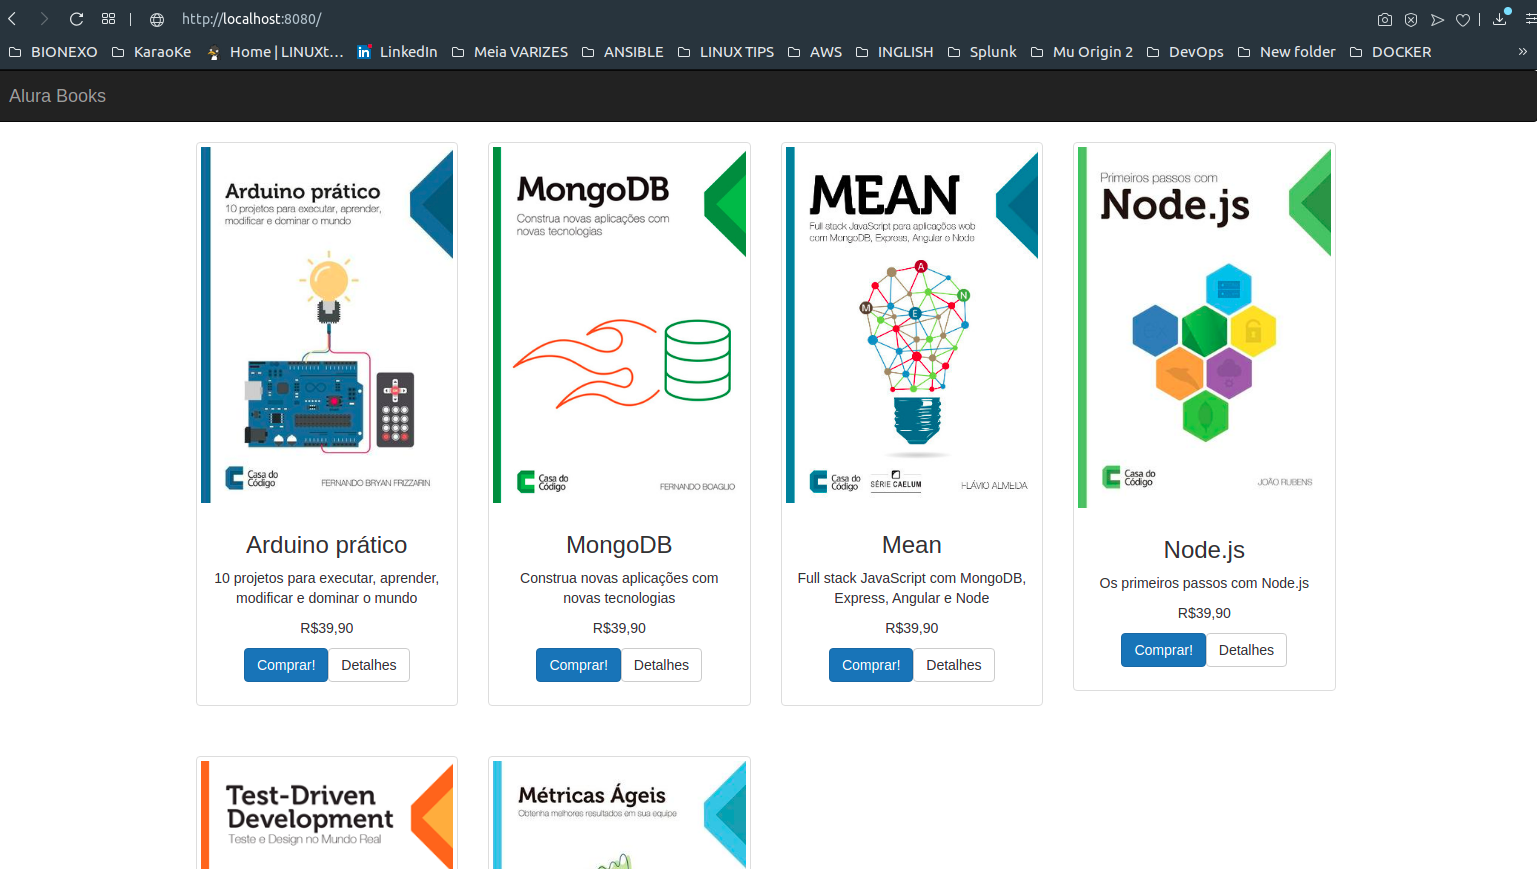 http://localhost:8080/
BIONEXO
KaraoKe
Home | LINUXt...
LinkedIn
Meia VARIZES
ANSIBLE
LINUX TIPS
AWS
INGLISH
Splunk
Mu Origin 2
DevOps
New folder
DOCKER
»
Alura Books
Arduino prático
10 projetos para executar, aprender,
modificar e dominar o mundo
Casa do
Código
FERNANDO BRYAN FRIZZARIN
Arduino prático
10 projetos para executar, aprender,
modificar e dominar o mundo
R$39,90
Comprar!
Detalhes
MongoDB
Construa novas aplicações com
novas tecnologias
Casa do
Código
FERNANDO BOAGLIO
MongoDB
Construa novas aplicações com
novas tecnologias
R$39,90
Comprar!
Detalhes
MEAN
Full stack JavaScript para aplicações web
com MongoDB, Express, Angular e Node
A
N
M
E
Casa do
Código
SÉRIE CAELUM
FLÁVIO ALMEIDA
Mean
Full stack JavaScript com MongoDB,
Express, Angular e Node
R$39,90
Comprar!
Detalhes
Primeiros passos com
Node.js
Casa do
Código
JOÃO RUBENS
Node.js
Os primeiros passos com Node.js
R$39,90
Comprar!
Detalhes
Test-Driven
Development
Teste e Design no Mundo Real
Métricas Ágeis
Obtenha melhores resultados em sua equipe